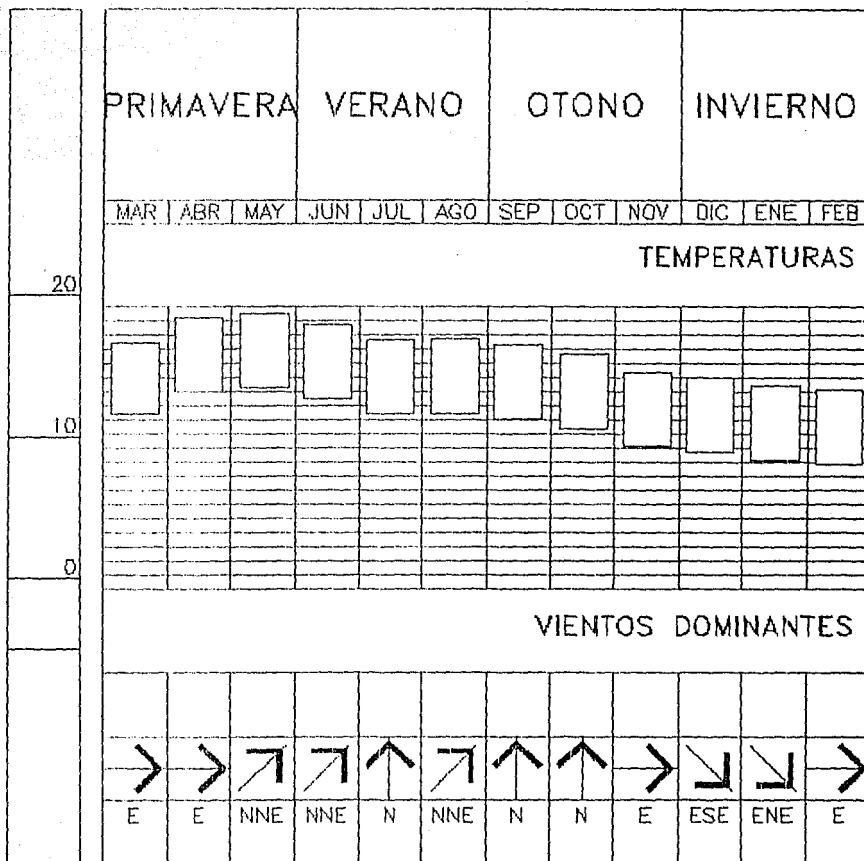 PRIMAVERA VERANO OTONO INVIERNO
MAR ABR MAY JUN JUL AGO SEP OCT NOV DIC ENE FEB
TEMPERATURAS
20
10
0
VIENTOS DOMINANTES
E E NNE NNE N NNE N N E ESE ENE E